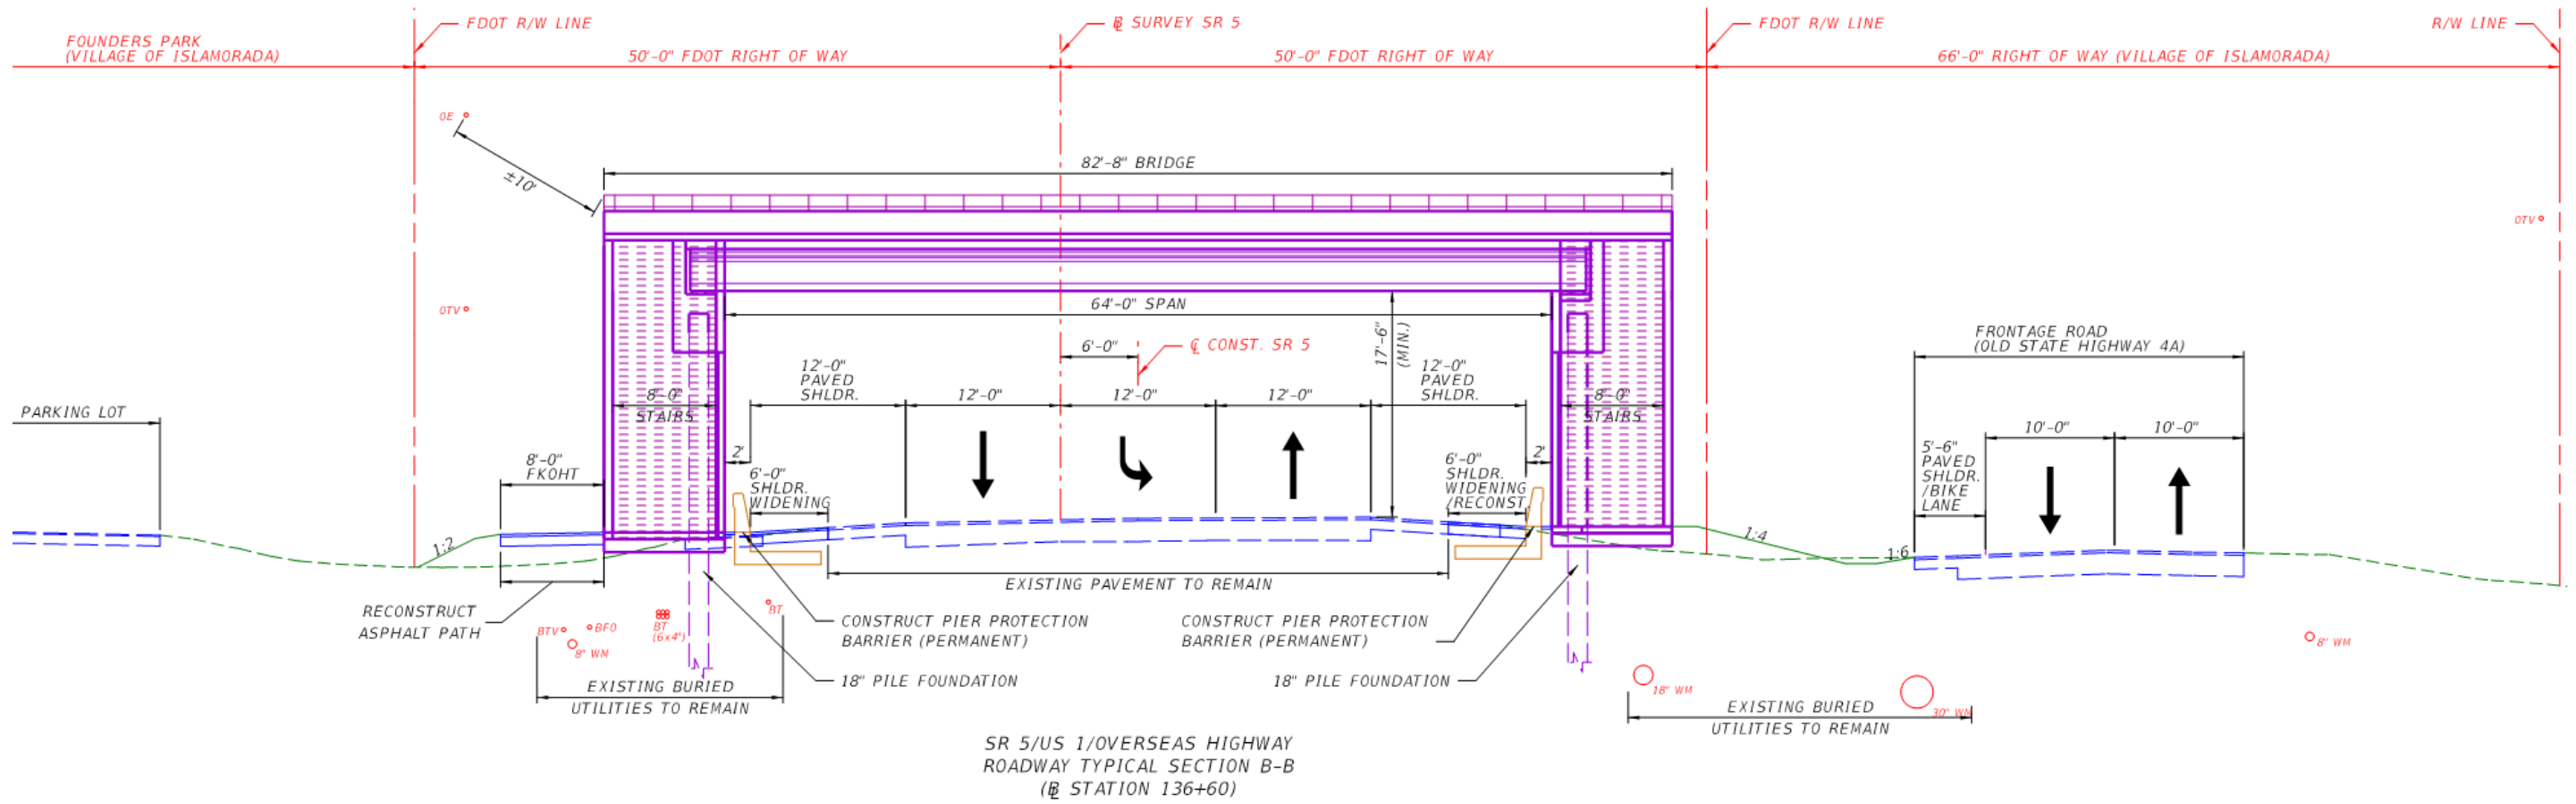 FDOT R/W LINE
℄ SURVEY SR 5
FDOT R/W LINE
R/W LINE
FOUNDERS PARK
(VILLAGE OF ISLAMORADA)
50'-0" FDOT RIGHT OF WAY
50'-0" FDOT RIGHT OF WAY
66'-0" RIGHT OF WAY (VILLAGE OF ISLAMORADA)
OE
±10'
82'-8" BRIDGE
OTV
OTV
64'-0" SPAN
17'-6"
(MIN.)
6'-0"
℄ CONST. SR 5
FRONTAGE ROAD
(OLD STATE HIGHWAY 4A)
12'-0"
PAVED
SHLDR.
12'-0"
PAVED
SHLDR.
8'-0"
STAIRS
12'-0"
12'-0"
12'-0"
8'-0"
STAIRS
PARKING LOT
10'-0"
10'-0"
2'
2'
5'-6"
PAVED
SHLDR.
/BIKE
LANE
8'-0"
FKOHT
6'-0"
SHLDR.
WIDENING
6'-0"
SHLDR.
WIDENING
/RECONST.
1:2
1:4
1:6
EXISTING PAVEMENT TO REMAIN
RECONSTRUCT
ASPHALT PATH
BTV
BFO
8" WM
BT
(6x4")
BT
CONSTRUCT PIER PROTECTION
BARRIER (PERMANENT)
CONSTRUCT PIER PROTECTION
BARRIER (PERMANENT)
8" WM
18" PILE FOUNDATION
18" PILE FOUNDATION
EXISTING BURIED
UTILITIES TO REMAIN
18" WM
30" WM
EXISTING BURIED
UTILITIES TO REMAIN
SR 5/US 1/OVERSEAS HIGHWAY
ROADWAY TYPICAL SECTION B-B
(BL STATION 136+60)